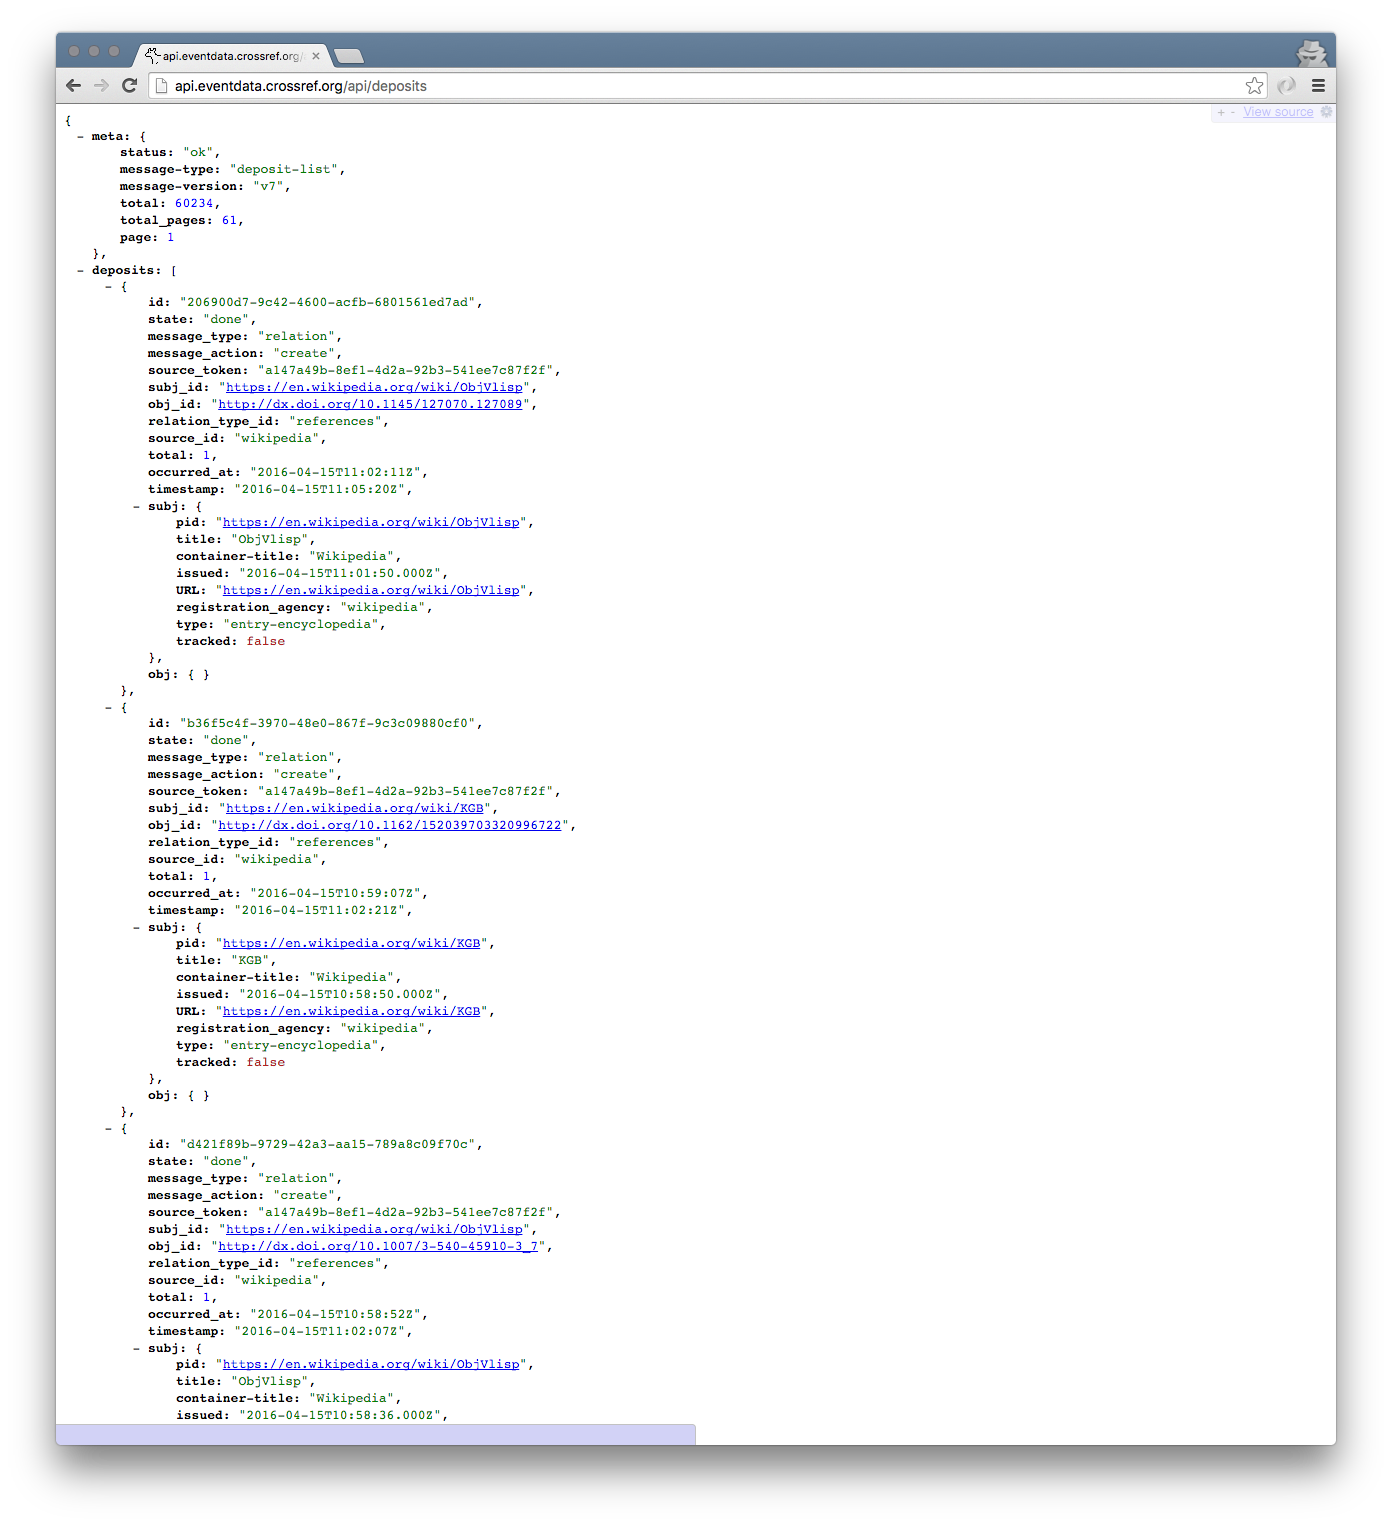 api.eventdata.crossref.org/
api.eventdata.crossref.org/api/deposits
+ - View source
{
- meta: {
status: "ok",
message-type: "deposit-list",
message-version: "v7",
total: 60234,
total_pages: 61,
page: 1
},
- deposits: [
- {
id: "206900d7-9c42-4600-acfb-6801561ed7ad",
state: "done",
message_type: "relation",
message_action: "create",
source_token: "a147a49b-8ef1-4d2a-92b3-541ee7c87f2f",
subj_id: "https://en.wikipedia.org/wiki/ObjVlisp",
obj_id: "http://dx.doi.org/10.1145/127070.127089",
relation_type_id: "references",
source_id: "wikipedia",
total: 1,
occurred_at: "2016-04-15T11:02:11Z",
timestamp: "2016-04-15T11:05:20Z",
- subj: {
pid: "https://en.wikipedia.org/wiki/ObjVlisp",
title: "ObjVlisp",
container-title: "Wikipedia",
issued: "2016-04-15T11:01:50.000Z",
URL: "https://en.wikipedia.org/wiki/ObjVlisp",
registration_agency: "wikipedia",
type: "entry-encyclopedia",
tracked: false
},
obj: { }
},
- {
id: "b36f5c4f-3970-48e0-867f-9c3c09880cf0",
state: "done",
message_type: "relation",
message_action: "create",
source_token: "a147a49b-8ef1-4d2a-92b3-541ee7c87f2f",
subj_id: "https://en.wikipedia.org/wiki/KGB",
obj_id: "http://dx.doi.org/10.1162/152039703320996722",
relation_type_id: "references",
source_id: "wikipedia",
total: 1,
occurred_at: "2016-04-15T10:59:07Z",
timestamp: "2016-04-15T11:02:21Z",
- subj: {
pid: "https://en.wikipedia.org/wiki/KGB",
title: "KGB",
container-title: "Wikipedia",
issued: "2016-04-15T10:58:50.000Z",
URL: "https://en.wikipedia.org/wiki/KGB",
registration_agency: "wikipedia",
type: "entry-encyclopedia",
tracked: false
},
obj: { }
},
- {
id: "d421f89b-9729-42a3-aa15-789a8c09f70c",
state: "done",
message_type: "relation",
message_action: "create",
source_token: "a147a49b-8ef1-4d2a-92b3-541ee7c87f2f",
subj_id: "https://en.wikipedia.org/wiki/ObjVlisp",
obj_id: "http://dx.doi.org/10.1007/3-540-45910-3_7",
relation_type_id: "references",
source_id: "wikipedia",
total: 1,
occurred_at: "2016-04-15T10:58:52Z",
timestamp: "2016-04-15T11:02:07Z",
- subj: {
pid: "https://en.wikipedia.org/wiki/ObjVlisp",
title: "ObjVlisp",
container-title: "Wikipedia",
issued: "2016-04-15T10:58:36.000Z",